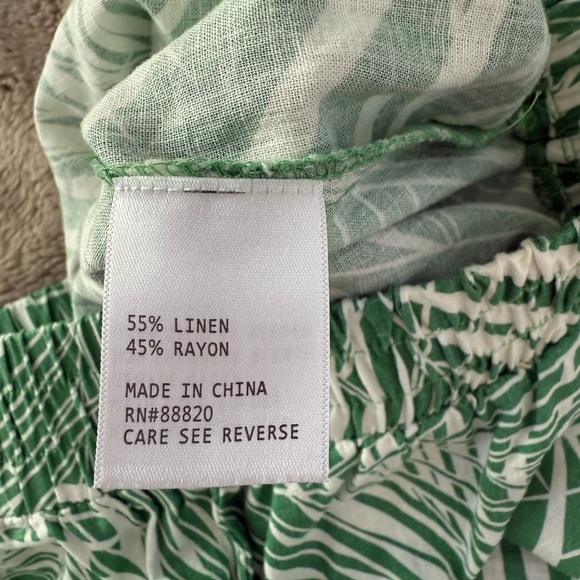 55% LINEN
45% RAYON
MADE IN CHINA
RN#88820
CARE SEE REVERSE